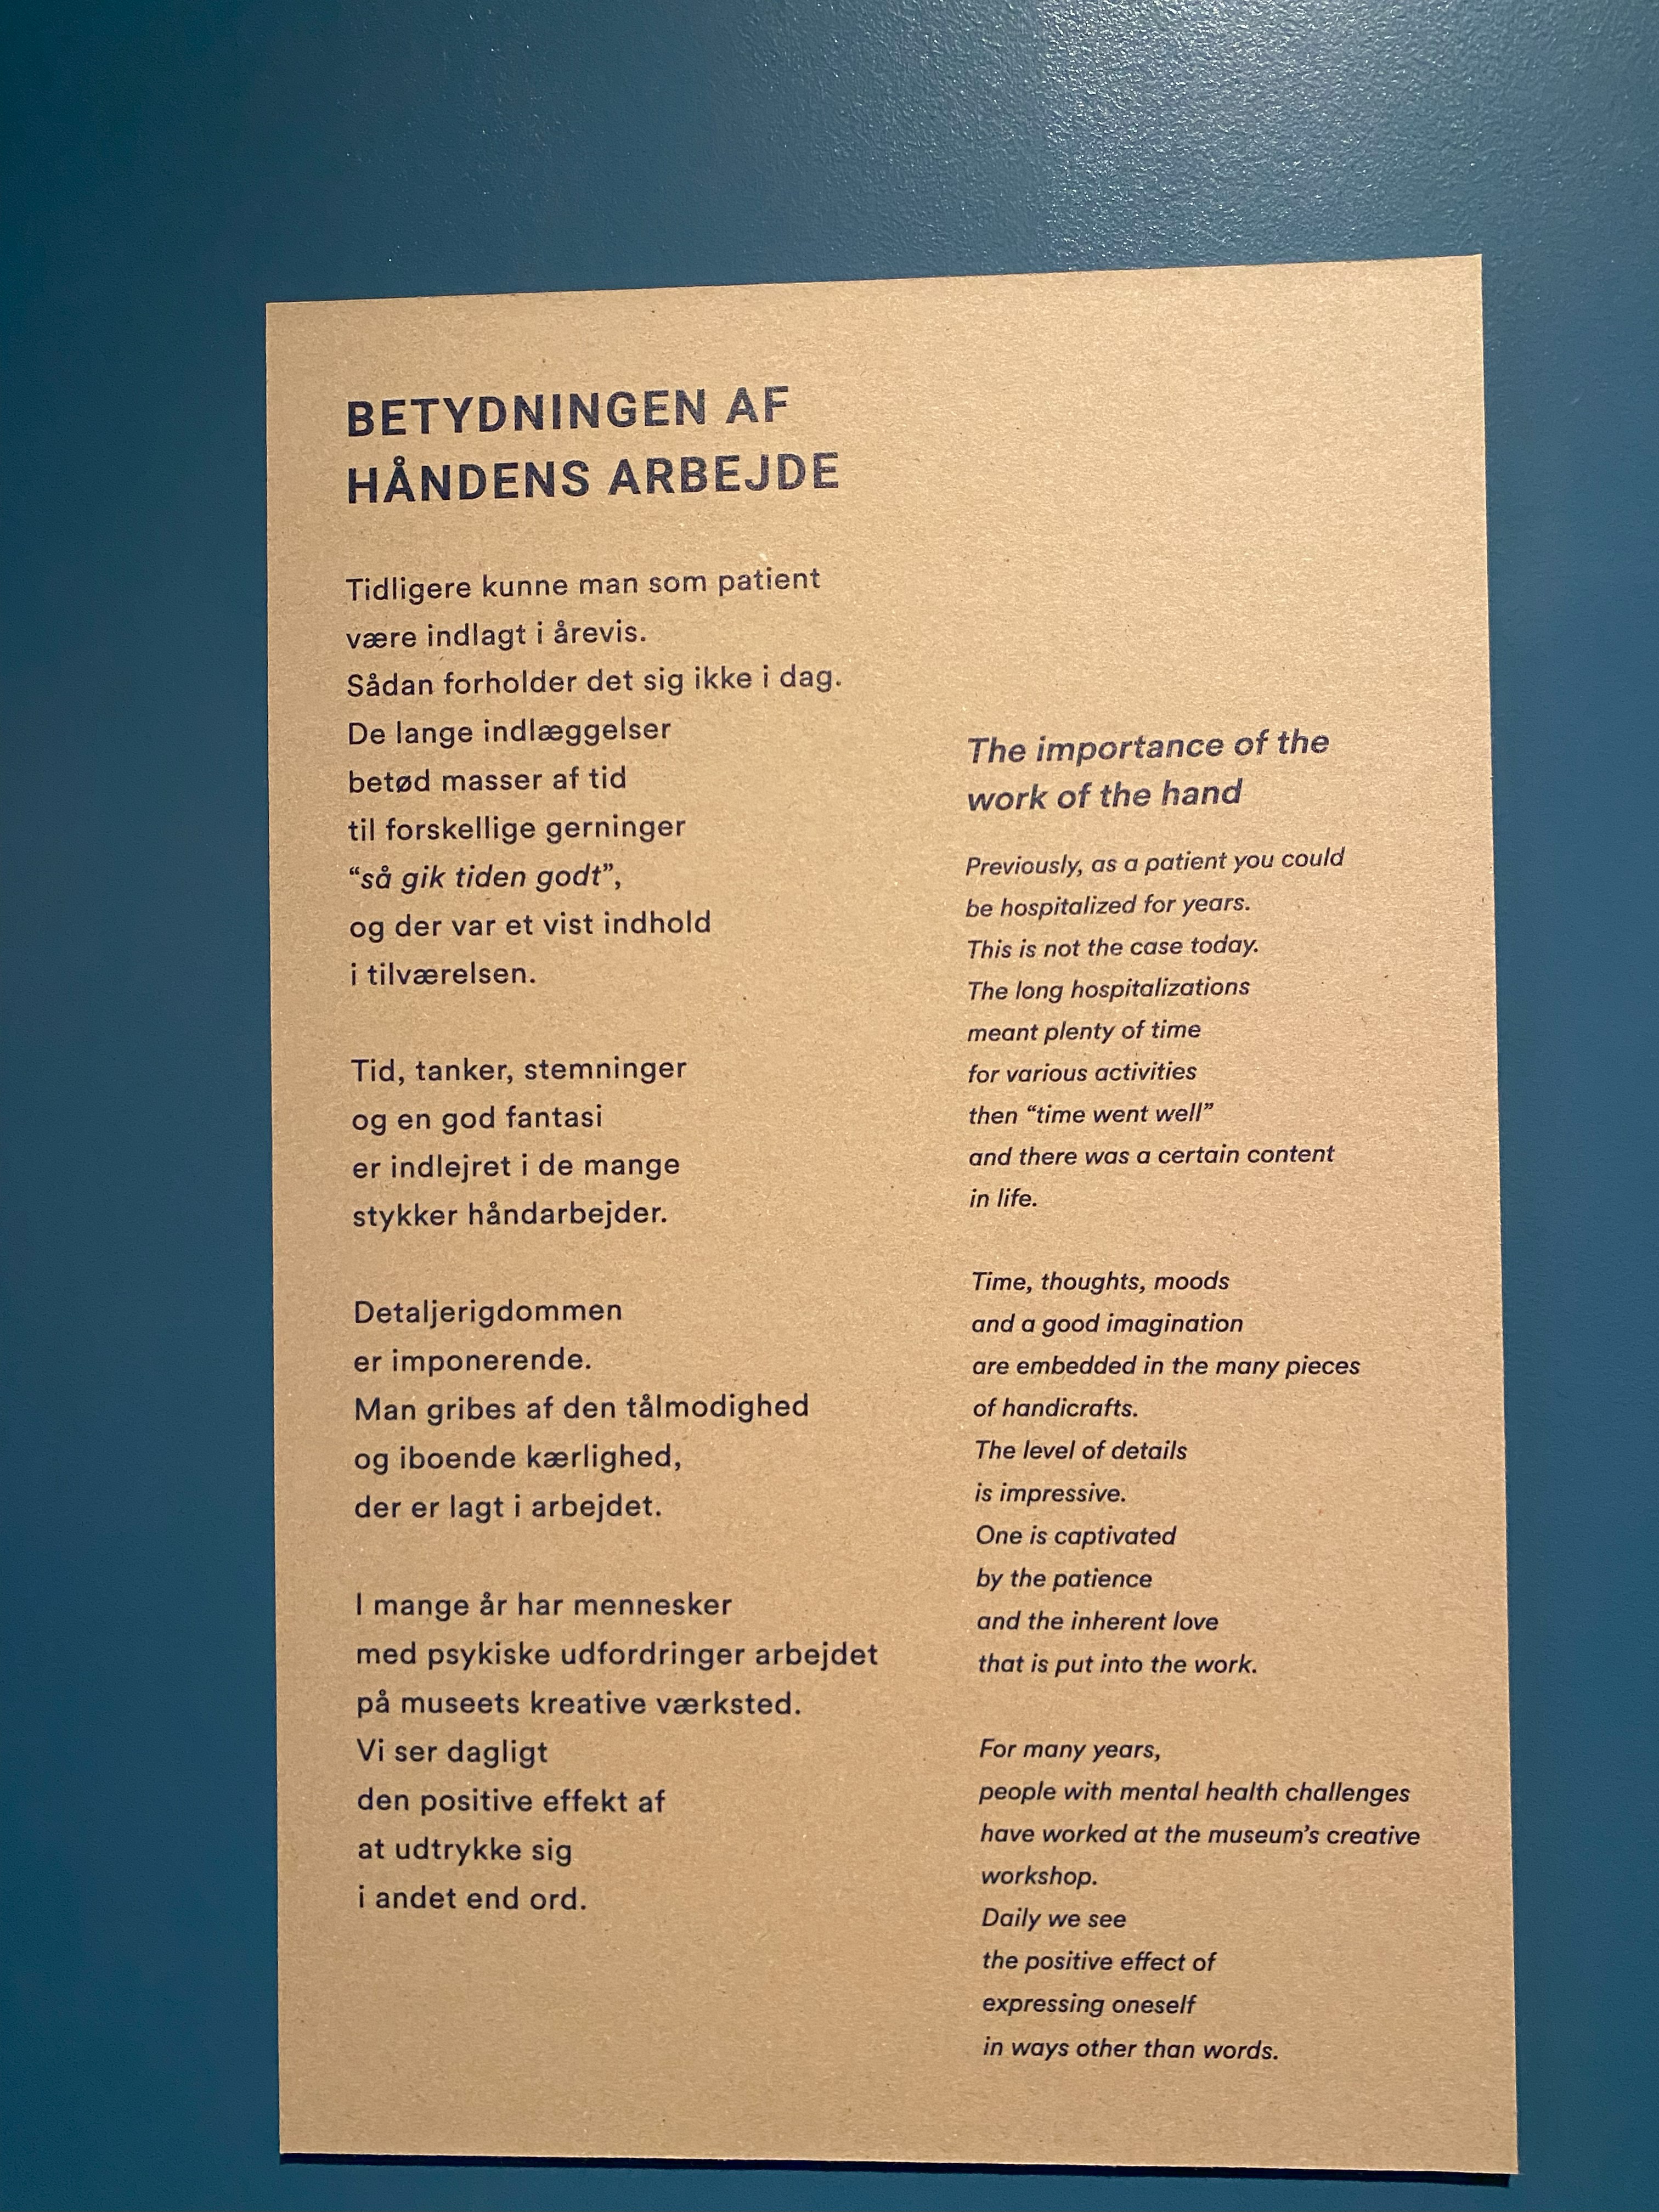 BETYDNINGEN AF
HÅNDENS ARBEJDE
Tidligere kunne man som patient
være indlagt i årevis.
Sådan forholder det sig ikke i dag.
De lange indlæggelser
betød masser af tid
til forskellige gerninger
“så gik tiden godt”,
og der var et vist indhold
i tilværelsen.
Tid, tanker, stemninger
og en god fantasi
er indlejret i de mange
stykker håndarbejder.
Detaljerigdommen
er imponerende.
Man gribes af den tålmodighed
og iboende kærlighed,
der er lagt i arbejdet.
I mange år har mennesker
med psykiske udfordringer arbejdet
på museets kreative værksted.
Vi ser dagligt
den positive effekt af
at udtrykke sig
i andet end ord.
The importance of the
work of the hand
Previously, as a patient you could
be hospitalized for years.
This is not the case today.
The long hospitalizations
meant plenty of time
for various activities
then “time went well”
and there was a certain content
in life.
Time, thoughts, moods
and a good imagination
are embedded in the many pieces
of handicrafts.
The level of details
is impressive.
One is captivated
by the patience
and the inherent love
that is put into the work.
For many years,
people with mental health challenges
have worked at the museum’s creative
workshop.
Daily we see
the positive effect of
expressing oneself
in ways other than words.